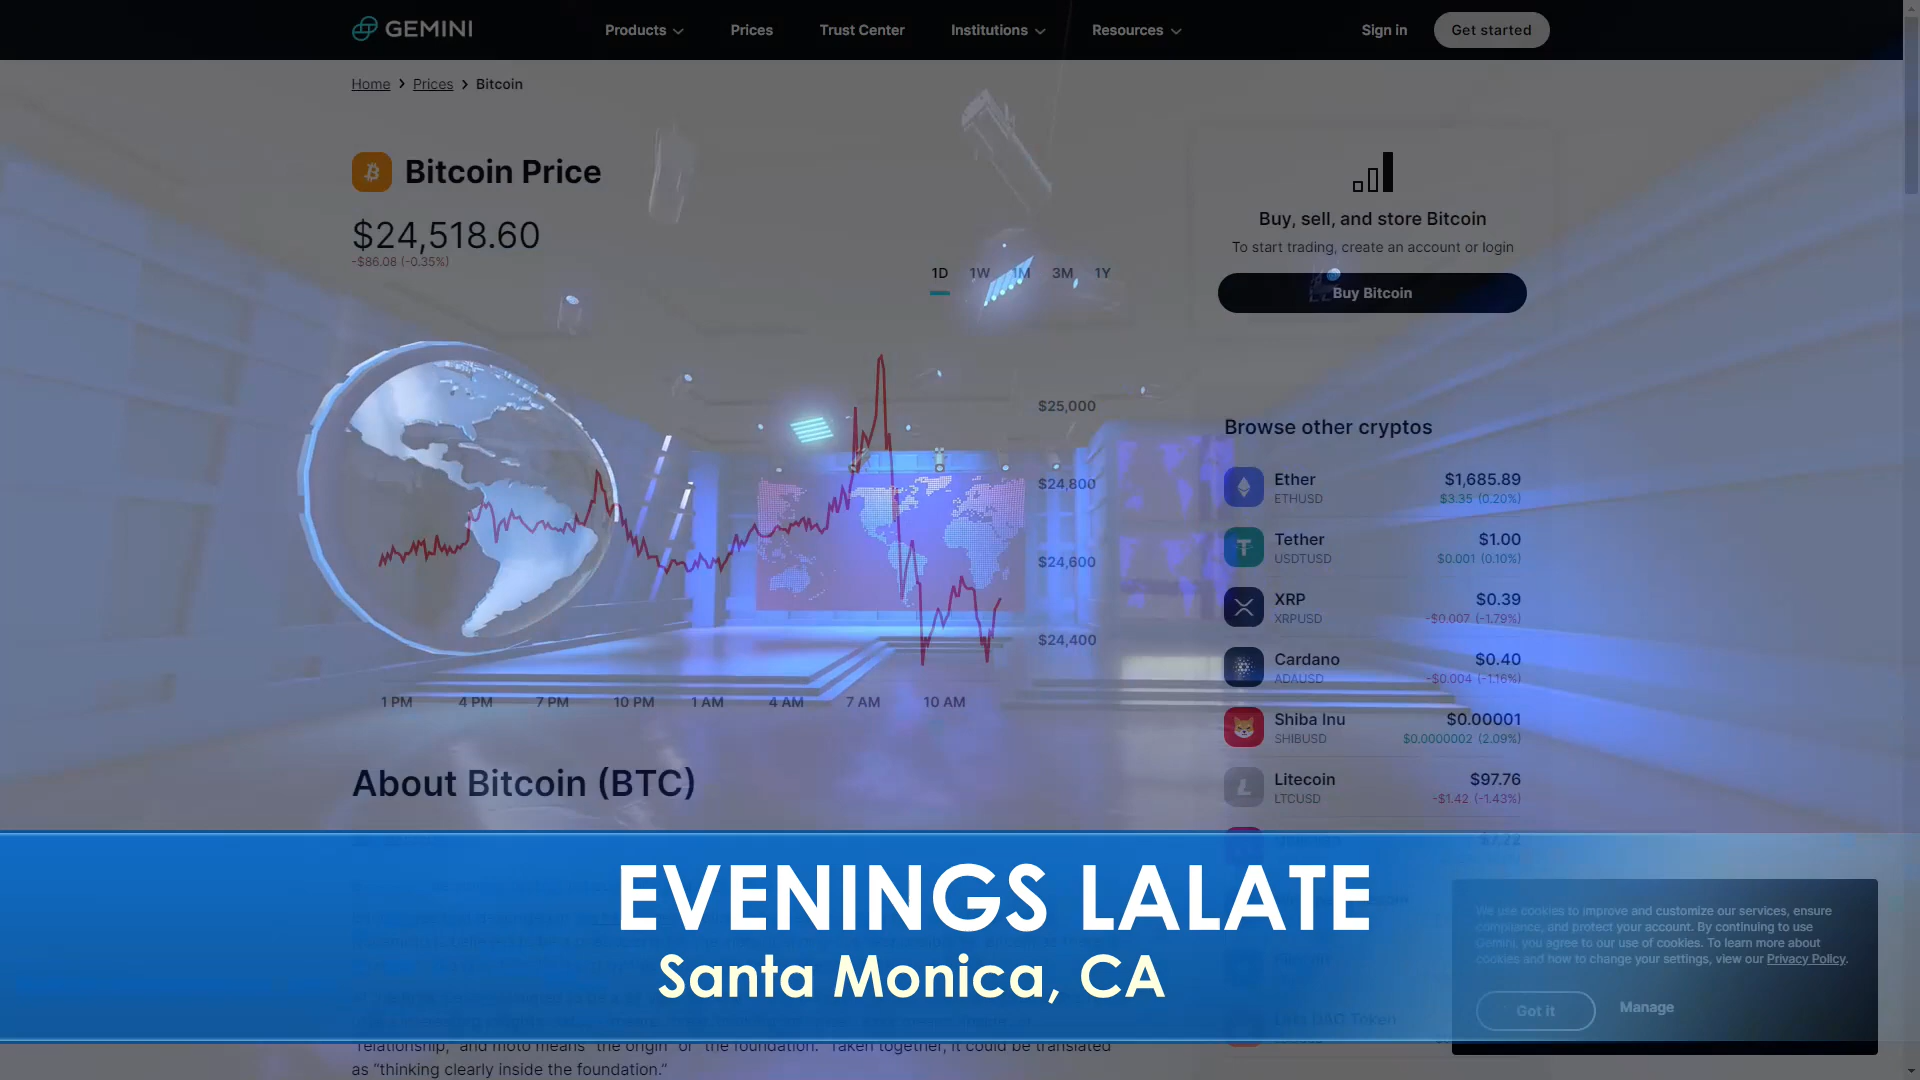 GEMINI
Products
Prices
Trust Center
Institutions
Resources
Sign in
Get started
Home
Prices
Bitcoin
Bitcoin Price
$24,518.60
-$86.08 (-0.35%)
1D 1W 1M 3M 1Y
$25,000
$24,800
$24,600
$24,400
1 PM 4 PM 7 PM 10 PM 1 AM 4 AM 7 AM 10 AM
Buy, sell, and store Bitcoin
To start trading, create an account or login
Buy Bitcoin
Browse other cryptos
Ether $1,685.89
ETHUSD $3.35 (0.20%)
Tether $1.00
USDTUSD $0.001 (0.10%)
XRP $0.39
XRPUSD -$0.007 (-1.79%)
Cardano $0.40
ADAUSD -$0.004 (-1.16%)
Shiba Inu $0.00001
SHIBUSD $0.0000002 (2.09%)
Litecoin $97.76
LTCUSD -$1.42 (-1.43%)
$7.22
About Bitcoin (BTC)
EVENINGS LALATE
Santa Monica, CA
We use cookies to improve and customize our services, ensure
compliance, and protect your account. By continuing to use
Gemini, you agree to our use of cookies. To learn more about
cookies and how to change your settings, view our Privacy Policy.
Got it
Manage
Lido DAO Token
relationship," and moto means "the origin" or "the foundation." Taken together, it could be translated
as "thinking clearly inside the foundation."